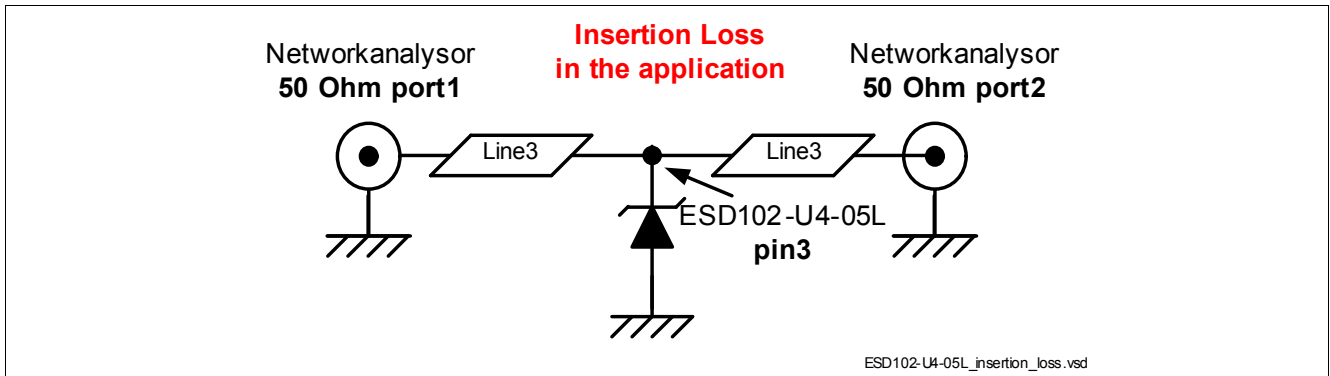 Insertion Loss
in the application
Networkanalysor
50 Ohm port1
Networkanalysor
50 Ohm port2
Line3
Line3
ESD102-U4-05L
pin3
ESD102-U4-05L_insertion_loss.vsd